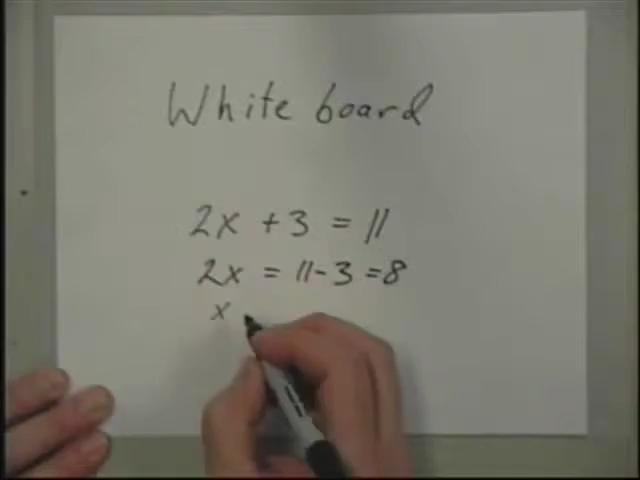 White board
2x + 3 = 11
2x = 11 - 3 = 8
x